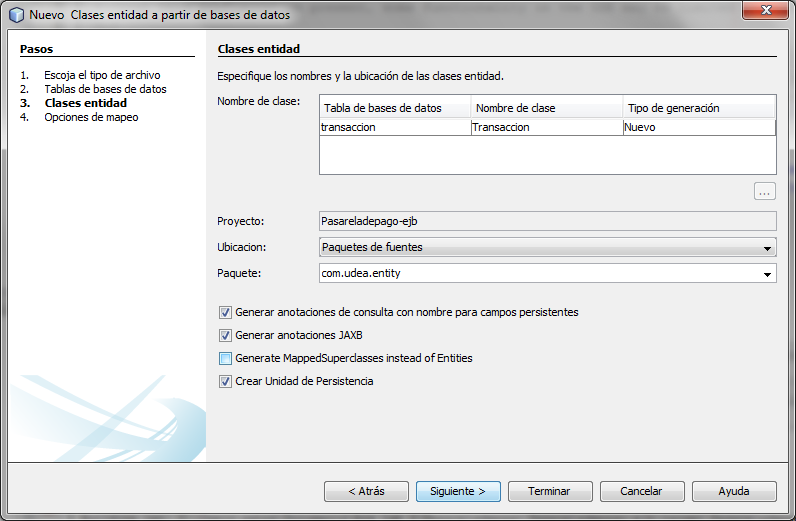 Nuevo Clases entidad a partir de bases de datos
Pasos
1. Escoja el tipo de archivo
2. Tablas de bases de datos
3. Clases entidad
4. Opciones de mapeo
Clases entidad
Especifique los nombres y la ubicación de las clases entidad.
Nombre de clase:
Tabla de bases de datos Nombre de clase Tipo de generación
transaccion Transaccion Nuevo
...
Proyecto: Pasareladepago-ejb
Ubicacion: Paquetes de fuentes
Paquete: com.udea.entity
Generar anotaciones de consulta con nombre para campos persistentes
Generar anotaciones JAXB
Generate MappedSuperclasses instead of Entities
Crear Unidad de Persistencia
< Atrás Siguiente > Terminar Cancelar Ayuda